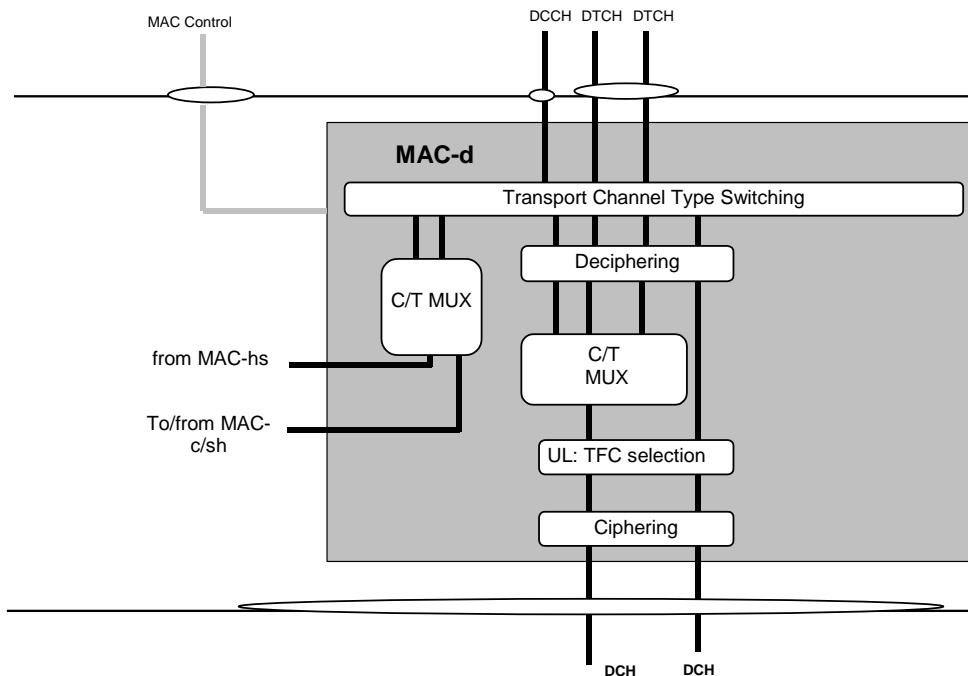 MAC Control
DCCH DTCH DTCH
MAC-d
Transport Channel Type Switching
Deciphering
C/T MUX
C/T
MUX
from MAC-hs
To/from MAC-
c/sh
UL: TFC selection
Ciphering
DCH
DCH